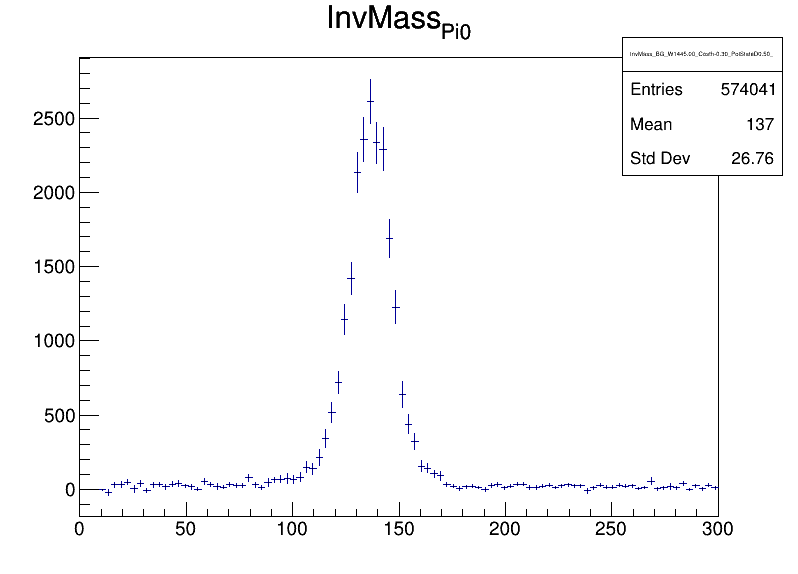 InvMass_Pi0
InvMass_BG_W1445.00_Costh-0.30_PolStateD0.50_
Entries 574041
Mean 137
Std Dev 26.76
2500
2000
1500
1000
500
0
0 50 100 150 200 250 300